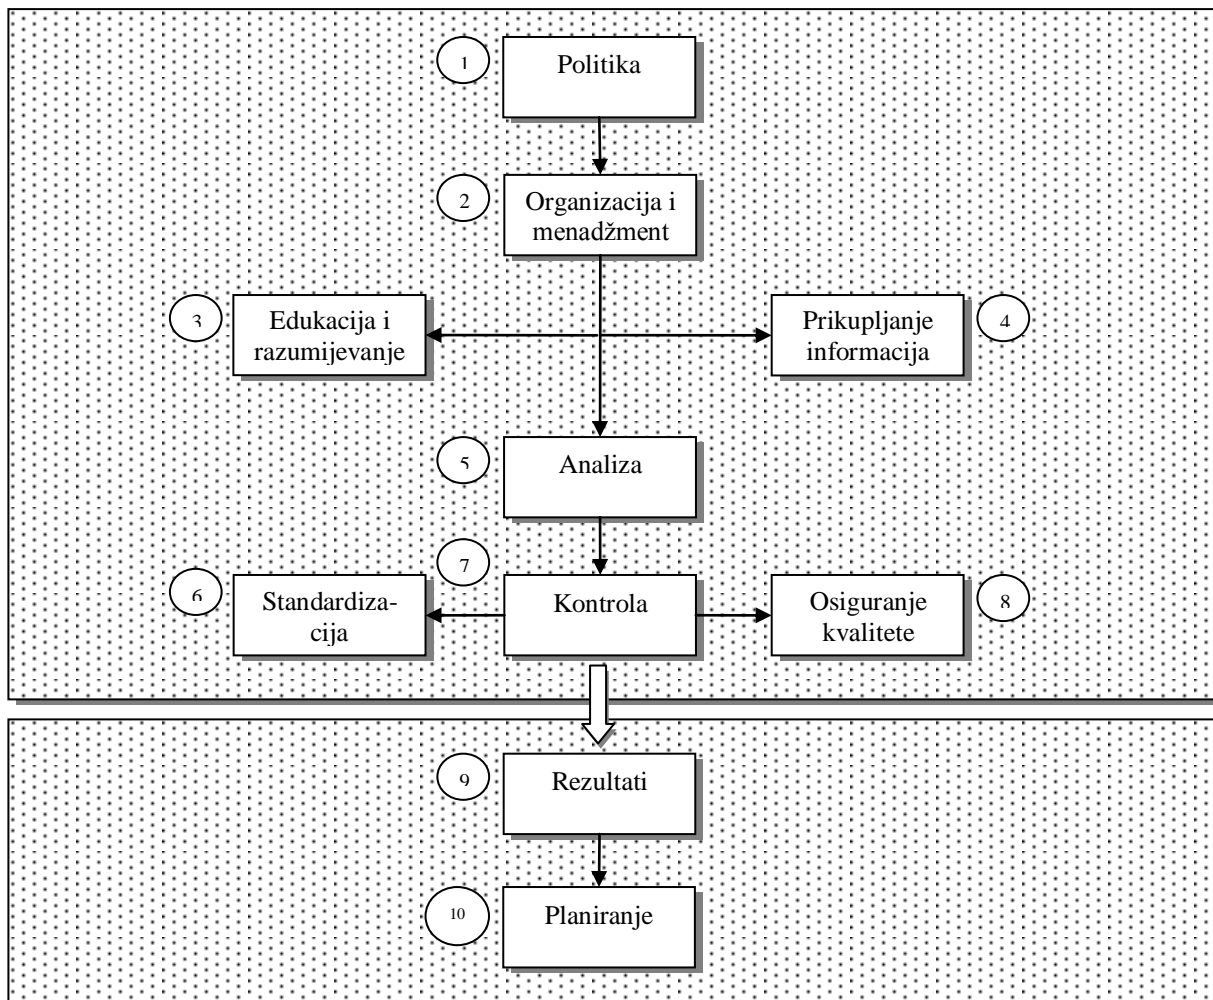 1
Politika
2
Organizacija i
menadžment
3
Edukacija i
razumijevanje
Prikupljanje
informacija
4
5
Analiza
6
Standardiza-
cija
7
Kontrola
Osiguranje
kvalitete
8
9
Rezultati
10
Planiranje